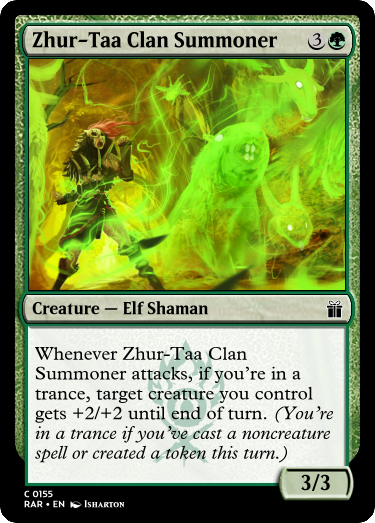 Zhur-Taa Clan Summoner 3
Creature — Elf Shaman
Whenever Zhur-Taa Clan
Summoner attacks, if you're in a
trance, target creature you control
gets +2/+2 until end of turn. (You're
in a trance if you've cast a noncreature
spell or created a token this turn.)
3/3
C 0155
RAR • EN Isharton